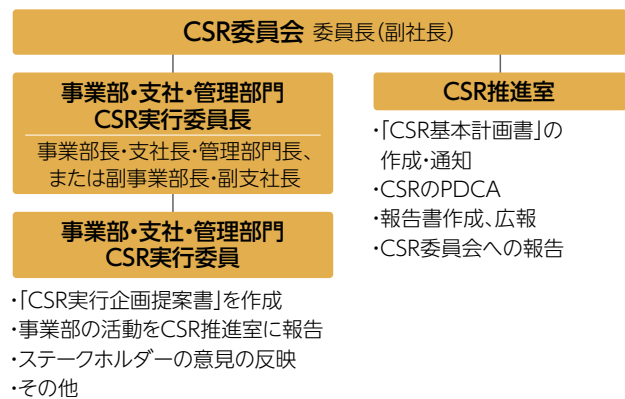 CSR委員会 委員長(副社長)
事業部・支社・管理部門
CSR実行委員長
事業部長・支社長・管理部門長、
または副事業部長・副支社長
事業部・支社・管理部門
CSR実行委員
・「CSR実行企画提案書」を作成
・事業部の活動をCSR推進室に報告
・ステークホルダーの意見の反映
・その他
CSR推進室
・「CSR基本計画書」の
作成・通知
・CSRのPDCA
・報告書作成、広報
・CSR委員会への報告